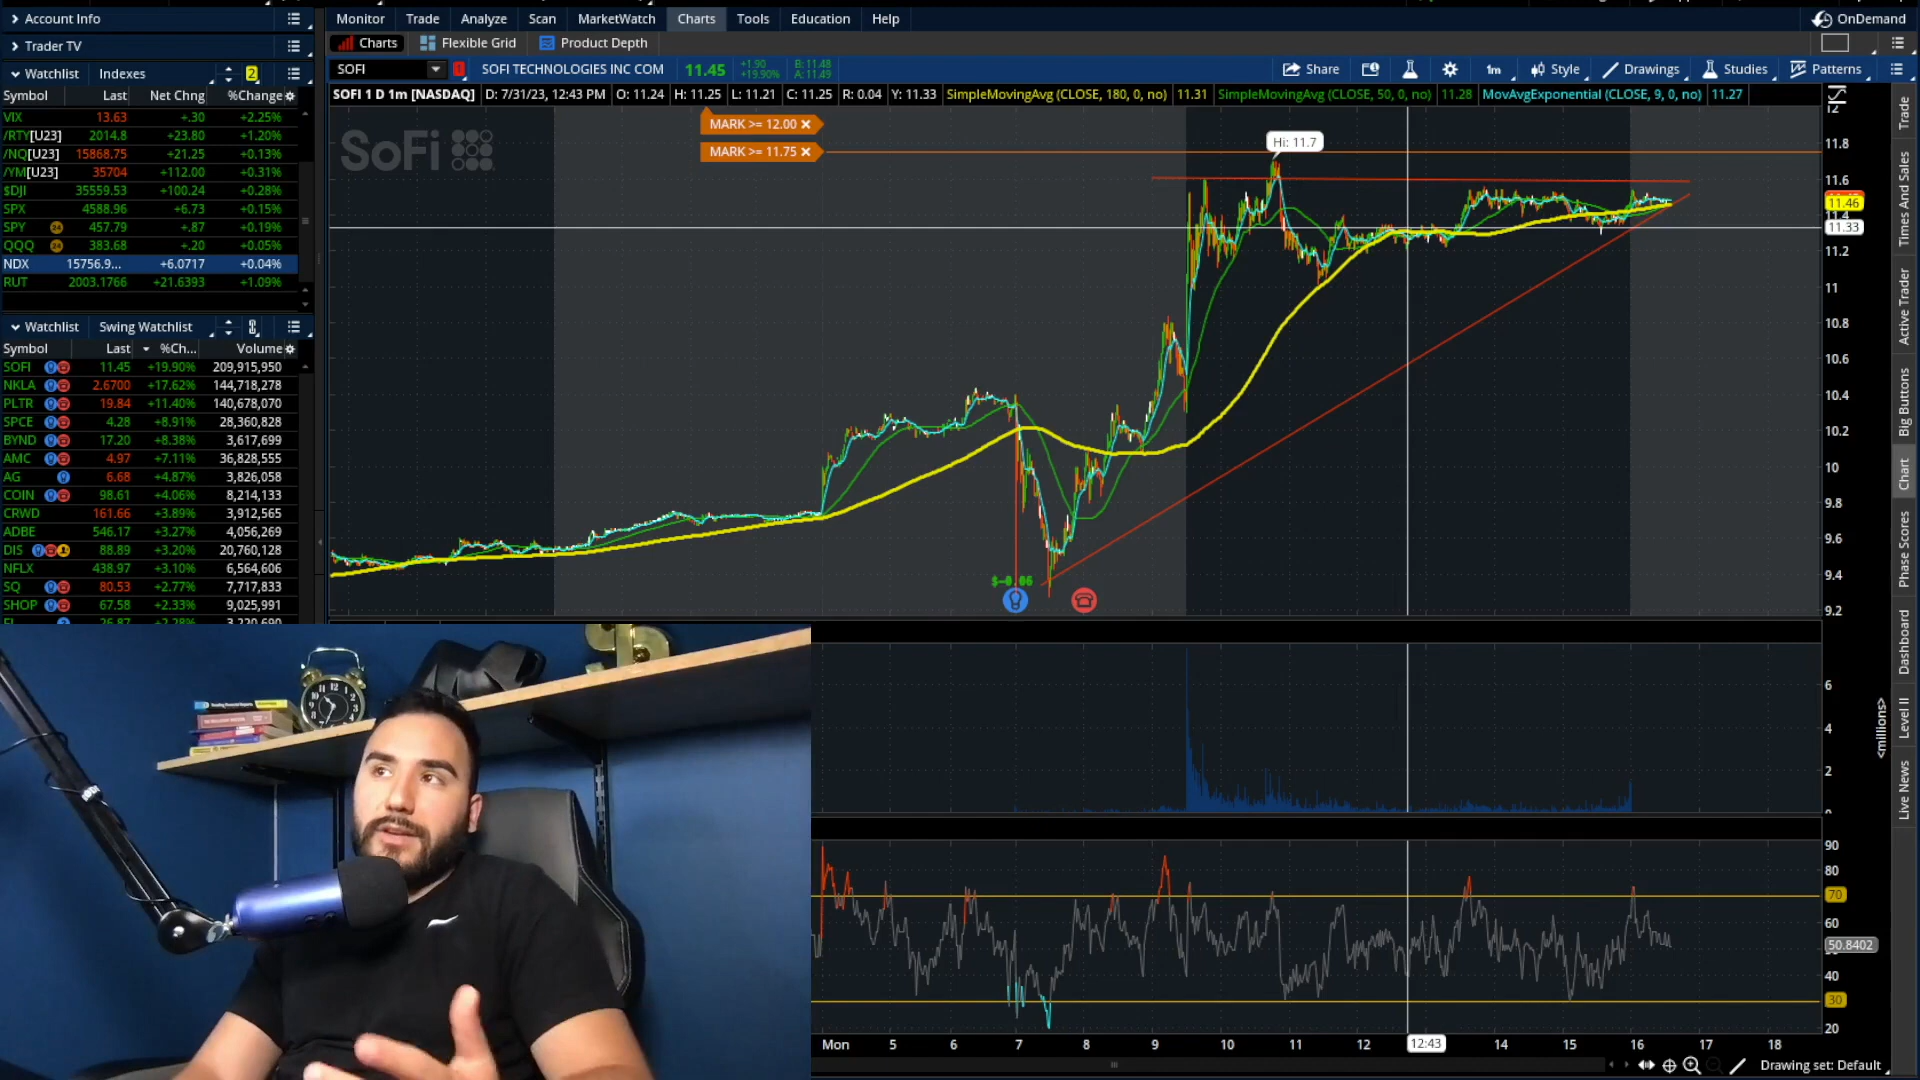 Account Info
Trader TV
Watchlist Indexes 2
Symbol Last Net Chng %Change
VIX 13.63 +.30 +2.25%
/RTY[U23] 2014.8 +23.80 +1.20%
/NQ[U23] 15868.75 +21.25 +0.13%
/YM[U23] 35704 +112.00 +0.31%
$DJI 35559.53 +100.24 +0.28%
SPX 4588.96 +6.73 +0.15%
SPY 24 457.79 +.87 +0.19%
QQQ 24 383.68 +.20 +0.05%
NDX 15756.9... +6.0717 +0.04%
RUT 2003.1766 +21.6393 +1.09%
Watchlist Swing Watchlist
Symbol Last %Ch... Volume
SOFI 11.45 +19.90% 209,915,950
NKLA 2.6700 +17.62% 144,718,278
PLTR 19.84 +11.40% 140,678,070
SPCE 4.28 +8.91% 28,360,828
BYND 17.20 +8.38% 3,617,699
AMC 4.97 +7.11% 36,828,555
AG 6.68 +4.87% 3,826,058
COIN 98.61 +4.06% 8,214,133
CRWD 161.66 +3.89% 3,912,565
ADBE 546.17 +3.27% 4,056,269
DIS 88.89 +3.20% 20,760,128
NFLX 438.97 +3.10% 6,564,606
SQ 80.53 +2.77% 7,717,833
SHOP 67.58 +2.33% 9,025,991
Monitor Trade Analyze Scan MarketWatch Charts Tools Education Help OnDemand
Charts Flexible Grid Product Depth
SOFI SOFI TECHNOLOGIES INC COM 11.45 +1.90 +19.90% B: 11.48 A: 11.49 Share 1m Style Drawings Studies Patterns
SOFI 1 D 1m [NASDAQ] D: 7/31/23, 12:43 PM O: 11.24 H: 11.25 L: 11.21 C: 11.25 R: 0.04 Y: 11.33 SimpleMovingAvg (CLOSE, 180, 0, no) 11.31 SimpleMovingAvg (CLOSE, 50, 0, no) 11.28 MovAvgExponential (CLOSE, 9, 0, no) 11.27
MARK >= 12.00
MARK >= 11.75
SoFi
Hi: 11.7
$-0.06
11.8
11.6
11.46
11.4
11.33
11.2
11
10.8
10.6
10.4
10.2
10
9.8
9.6
9.4
9.2
6
4
2
<millions>
90
80
70
60
50.8402
40
30
20
Mon 5 6 7 8 9 10 11 12 12:43 14 15 16 17 18
Drawing set: Default
Trade
Times And Sales
Active Trader
Big Buttons
Chart
Phase Scores
Dashboard
Level II
Live News